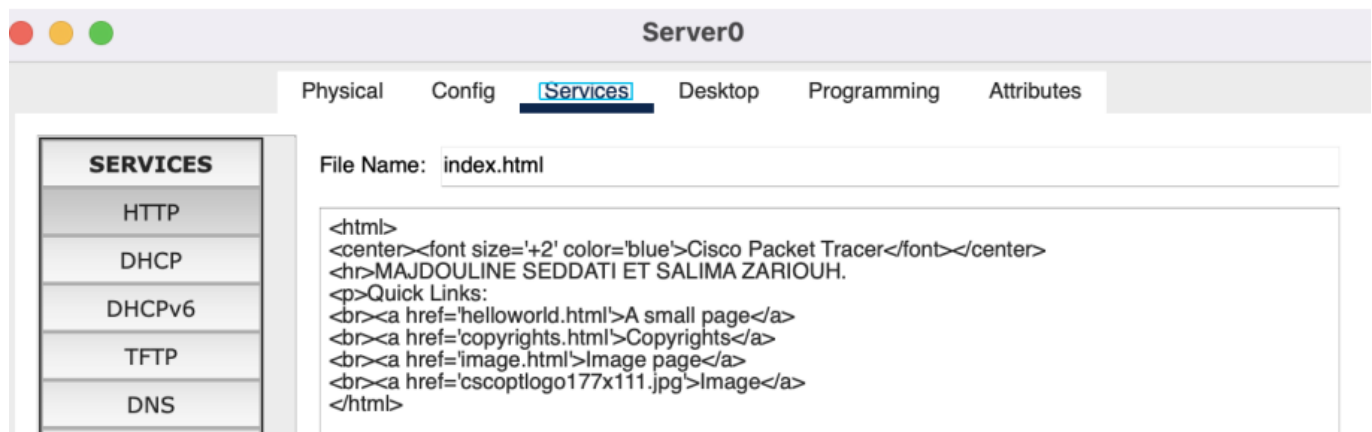 Server0
Physical Config Services Desktop Programming Attributes
SERVICES
HTTP
DHCP
DHCPv6
TFTP
DNS
File Name: index.html
<html>
<center><font size='+2' color='blue'>Cisco Packet Tracer</font></center>
<hr>MAJDOULINE SEDDATI ET SALIMA ZARIOUH.
<p>Quick Links:
<br><a href='helloworld.html'>A small page</a>
<br><a href='copyrights.html'>Copyrights</a>
<br><a href='image.html'>Image page</a>
<br><a href='cscoptlogo177x111.jpg'>Image</a>
</html>